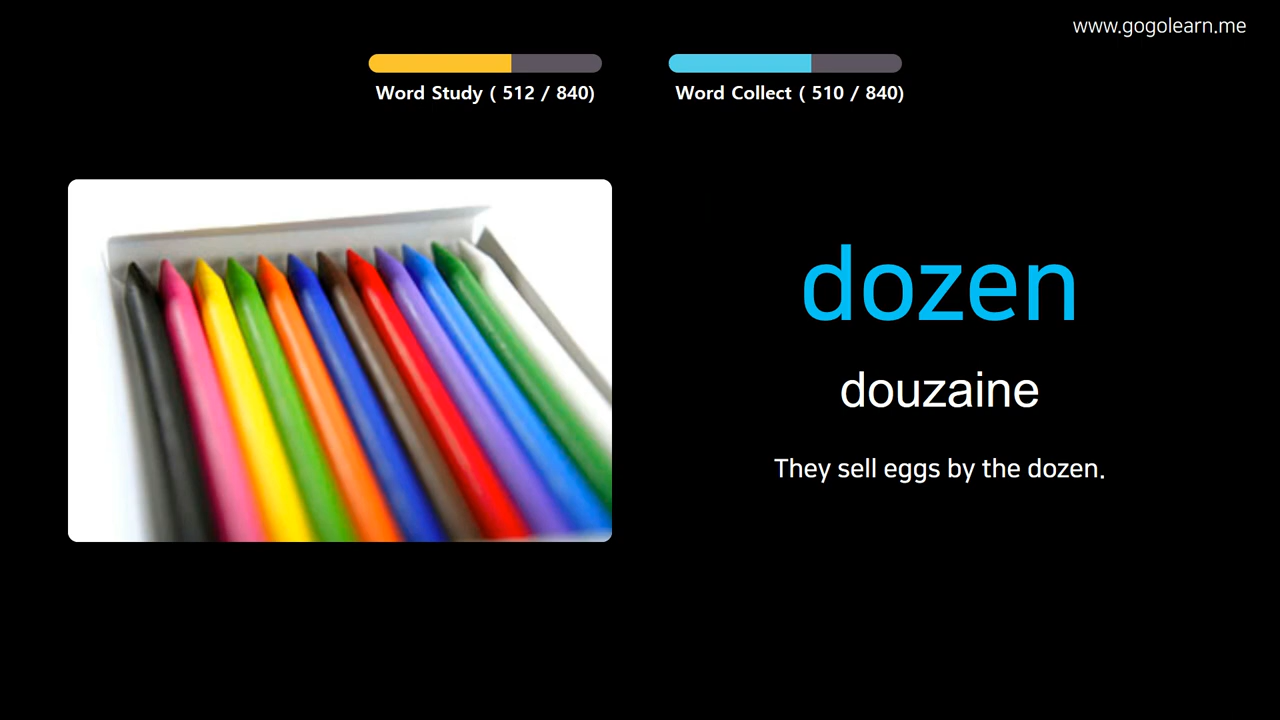 www.gogolearn.me
Word Study ( 512 / 840)
Word Collect ( 510 / 840)
dozen
douzaine
They sell eggs by the dozen.